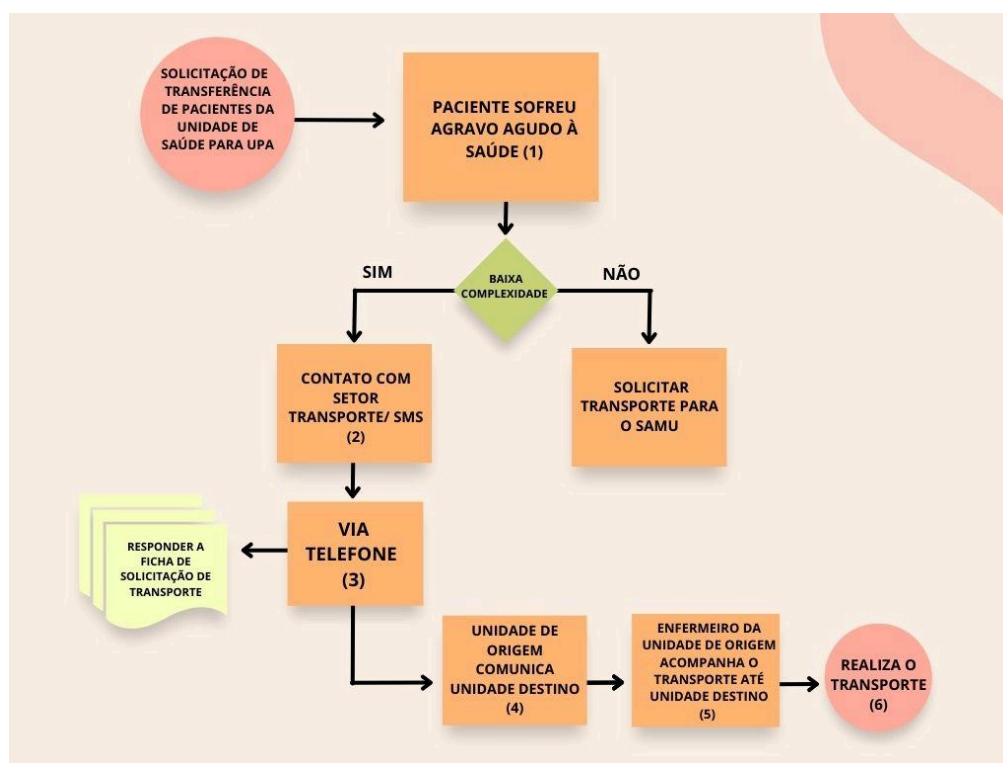 SOLICITAÇÃO DE
TRANSFERÊNCIA
DE PACIENTES DA
UNIDADE DE
SAÚDE PARA UPA
PACIENTE SOFREU
AGRAVO AGUDO À
SAÚDE (1)
BAIXA
COMPLEXIDADE
SIM
NÃO
CONTATO COM
SETOR
TRANSPORTE/ SMS
(2)
SOLICITAR
TRANSPORTE PARA
O SAMU
VIA
TELEFONE
(3)
RESPONDER A
FICHA DE
SOLICITAÇÃO DE
TRANSPORTE
UNIDADE DE
ORIGEM
COMUNICA
UNIDADE DESTINO
(4)
ENFERMEIRO DA
UNIDADE DE ORIGEM
ACOMPANHA O
TRANSPORTE ATÉ
UNIDADE DESTINO
(5)
REALIZA O
TRANSPORTE
(6)